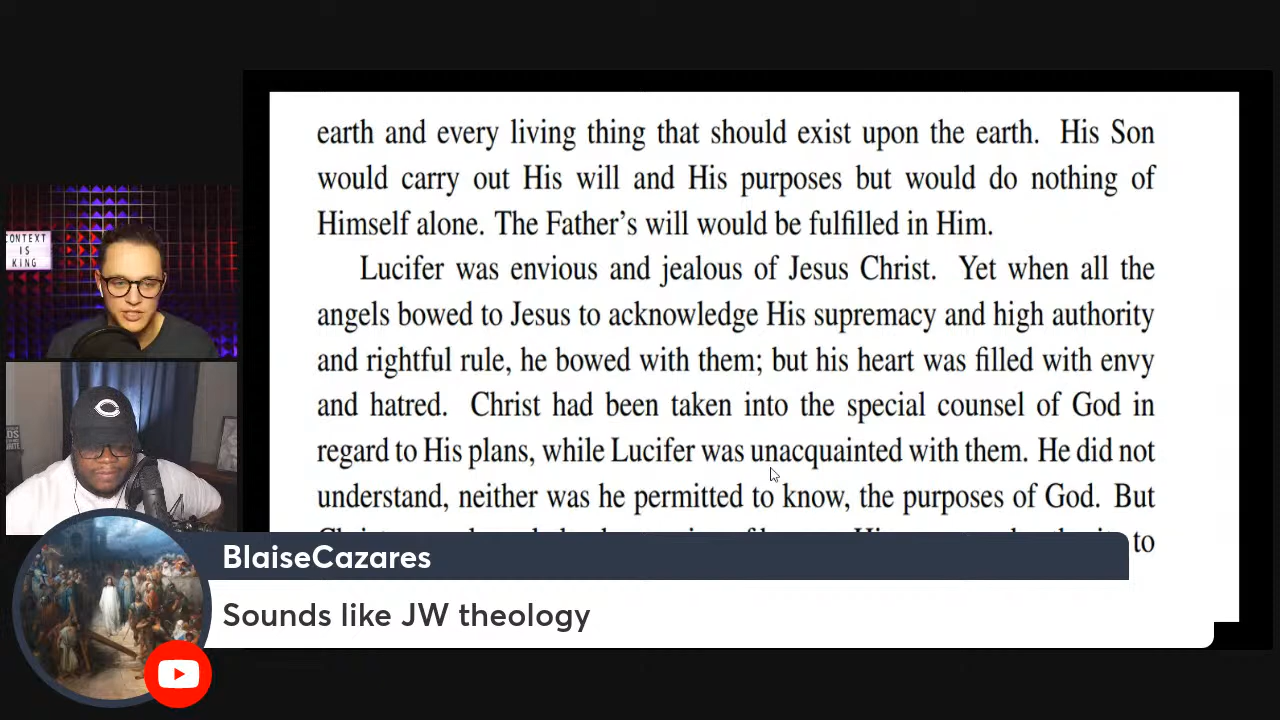 earth and every living thing that should exist upon the earth. His Son
would carry out His will and His purposes but would do nothing of
Himself alone. The Father’s will would be fulfilled in Him.
Lucifer was envious and jealous of Jesus Christ. Yet when all the
angels bowed to Jesus to acknowledge His supremacy and high authority
and rightful rule, he bowed with them; but his heart was filled with envy
and hatred. Christ had been taken into the special counsel of God in
regard to His plans, while Lucifer was unacquainted with them. He did not
understand, neither was he permitted to know, the purposes of God. But
to
CONTEXT
IS
KING
BlaiseCazares
Sounds like JW theology